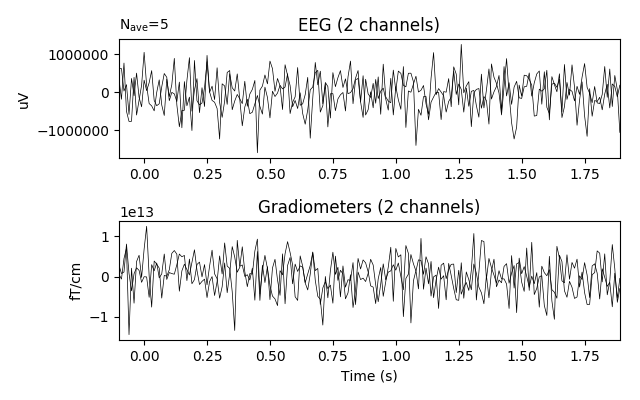 N_ave=5
EEG (2 channels)
1000000
0
−1000000
uV
0.00 0.25 0.50 0.75 1.00 1.25 1.50 1.75
1e13
Gradiometers (2 channels)
1
0
−1
fT/cm
0.00 0.25 0.50 0.75 1.00 1.25 1.50 1.75
Time (s)